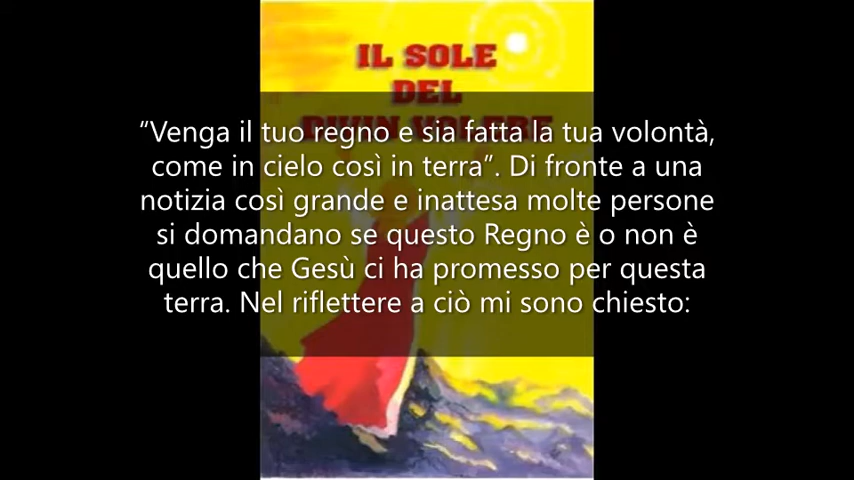 IL SOLE
DEL
DIVIN VOLERE
“Venga il tuo regno e sia fatta la tua volontà,
come in cielo così in terra”. Di fronte a una
notizia così grande e inattesa molte persone
si domandano se questo Regno è o non è
quello che Gesù ci ha promesso per questa
terra. Nel riflettere a ciò mi sono chiesto: